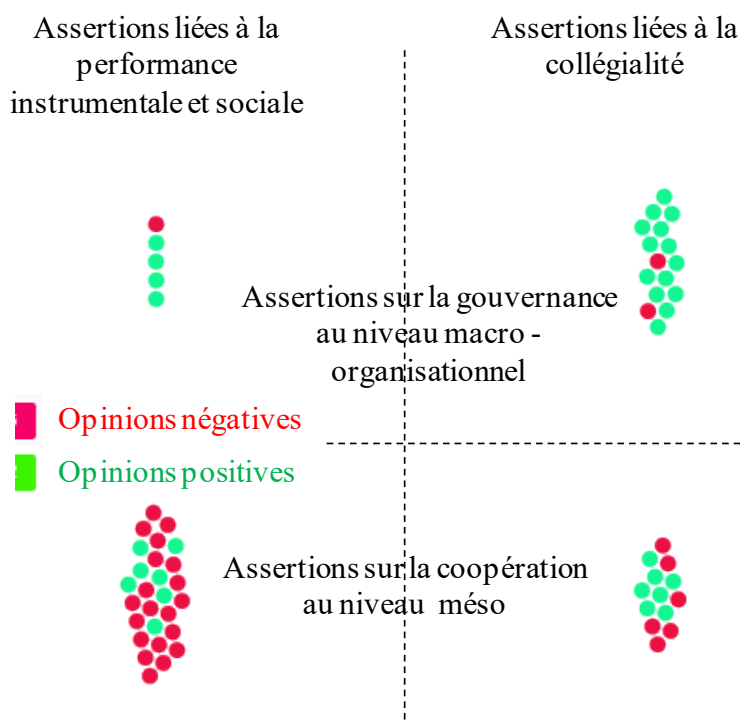 Assertions liées à la
performance
instrumentale et sociale
Assertions liées à la
collégialité
Assertions sur la gouvernance
au niveau macro -
organisationnel
Opinions négatives
Opinions positives
Assertions sur la coopération
au niveau méso